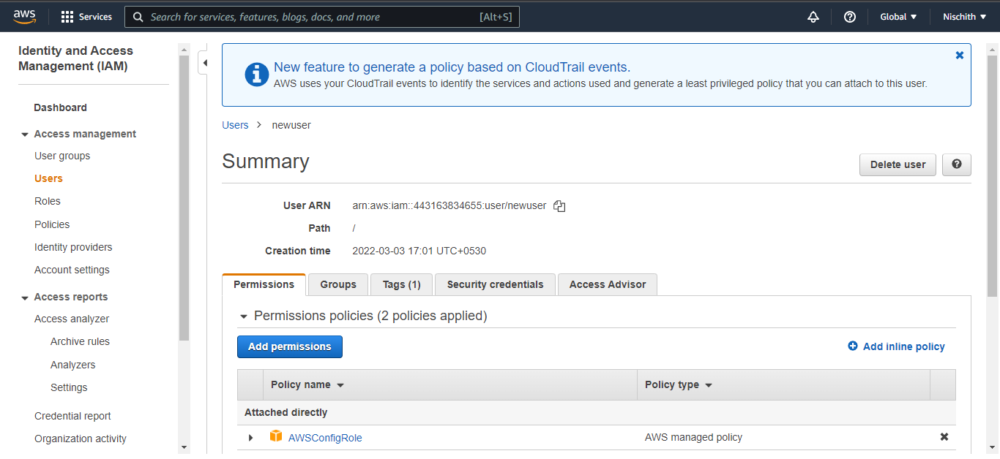 aws
Services
Search for services, features, blogs, docs, and more
[Alt+S]
Global
Nischith
Identity and Access
Management (IAM)
Dashboard
Access management
User groups
Users
Roles
Policies
Identity providers
Account settings
Access reports
Access analyzer
Archive rules
Analyzers
Settings
Credential report
Organization activity
New feature to generate a policy based on CloudTrail events.
AWS uses your CloudTrail events to identify the services and actions used and generate a least privileged policy that you can attach to this user.
Users > newuser
Summary
Delete user
User ARN arn:aws:iam::443163834655:user/newuser
Path /
Creation time 2022-03-03 17:01 UTC+0530
Permissions Groups Tags (1) Security credentials Access Advisor
Permissions policies (2 policies applied)
Add permissions
Add inline policy
Policy name Policy type
Attached directly
AWSConfigRole AWS managed policy